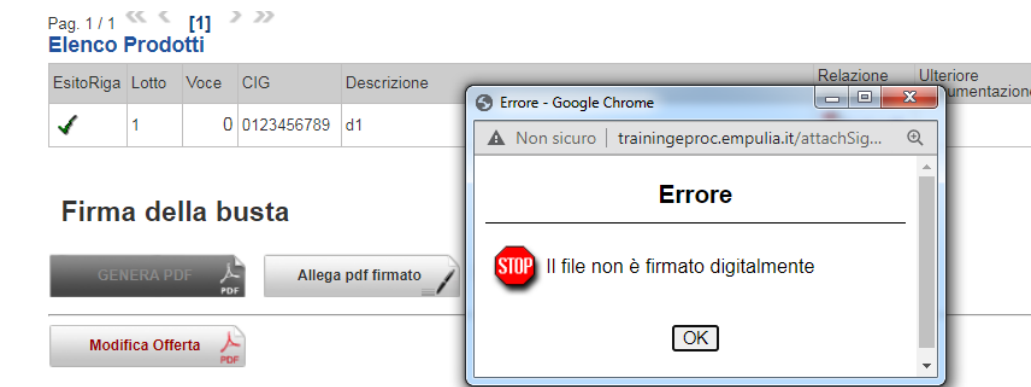 Pag. 1 / 1 [1]
Elenco Prodotti
EsitoRiga Lotto Voce CIG Descrizione Relazione Ulteriore
1 0 0123456789 d1
Errore - Google Chrome
Non sicuro | trainingeproc.empulia.it/attachSig...
Errore
STOP Il file non è firmato digitalmente
OK
Firma della busta
GENERA PDF PDF Allega pdf firmato
Modifica Offerta PDF